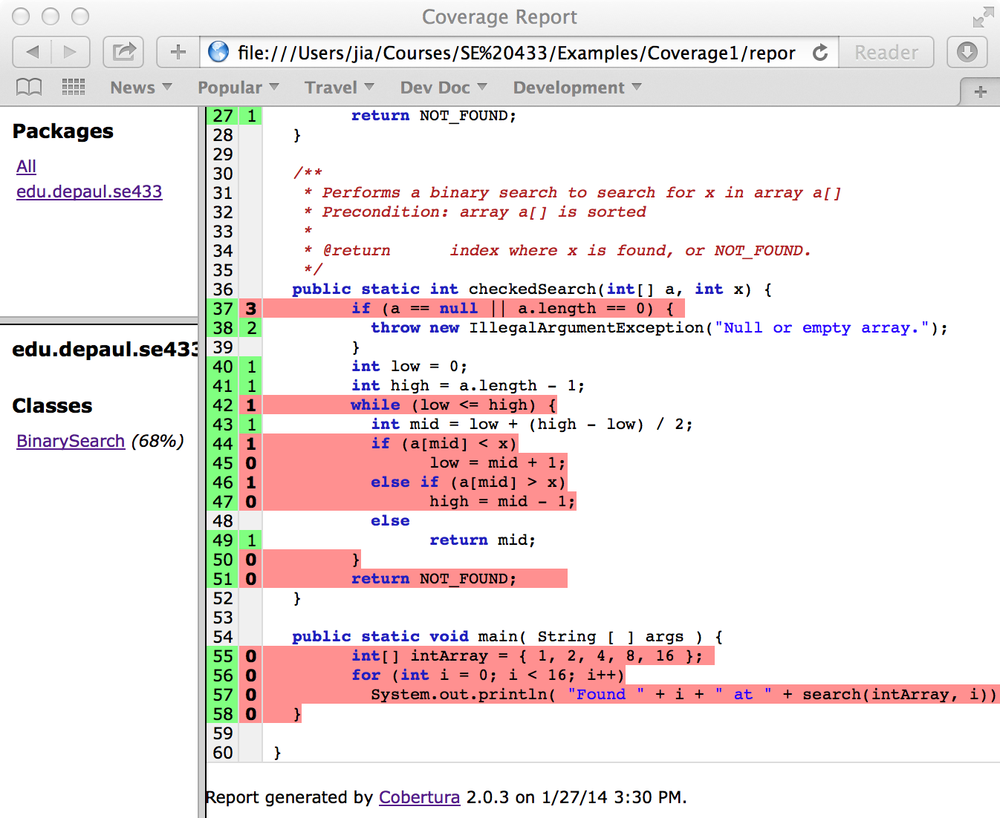 Coverage Report
file:///Users/jia/Courses/SE%20433/Examples/Coverage1/repor
Reader
News Popular Travel Dev Doc Development
Packages
All
edu.depaul.se433
edu.depaul.se433
Classes
BinarySearch (68%)
27 1 return NOT_FOUND;
28 }
29
30 /**
31 * Performs a binary search to search for x in array a[]
32 * Precondition: array a[] is sorted
33 *
34 * @return index where x is found, or NOT_FOUND.
35 */
36 public static int checkedSearch(int[] a, int x) {
37 3 if (a == null || a.length == 0) {
38 2 throw new IllegalArgumentException("Null or empty array.");
39 }
40 1 int low = 0;
41 1 int high = a.length - 1;
42 1 while (low <= high) {
43 1 int mid = low + (high - low) / 2;
44 1 if (a[mid] < x)
45 0 low = mid + 1;
46 1 else if (a[mid] > x)
47 0 high = mid - 1;
48 else
49 1 return mid;
50 0 }
51 0 return NOT_FOUND;
52 }
53
54 public static void main( String [ ] args ) {
55 0 int[] intArray = { 1, 2, 4, 8, 16 };
56 0 for (int i = 0; i < 16; i++)
57 0 System.out.println( "Found " + i + " at " + search(intArray, i))
58 0 }
59
60 }
Report generated by Cobertura 2.0.3 on 1/27/14 3:30 PM.